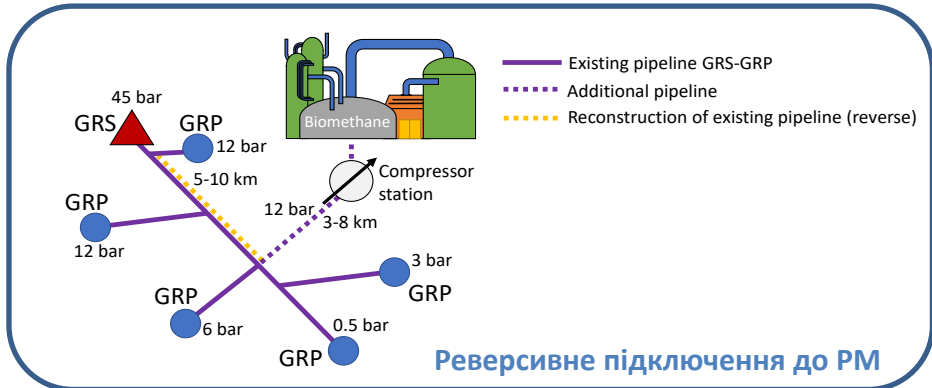 45 bar
GRS
GRP
12 bar
5-10 km
GRP
12 bar
Biomethane
Compressor
station
12 bar
3-8 km
GRP
6 bar
3 bar
GRP
0.5 bar
GRP
Existing pipeline GRS-GRP
Additional pipeline
Reconstruction of existing pipeline (reverse)
Реверсивне підключення до РМ